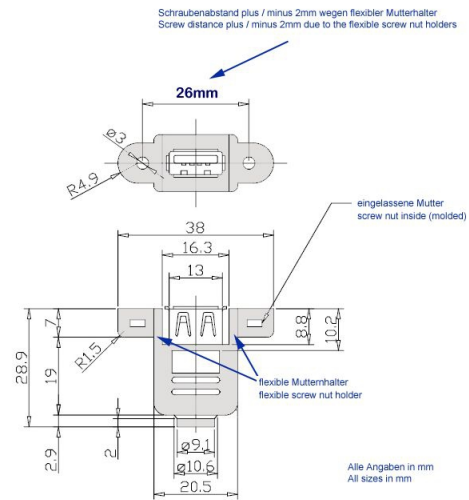 Schraubenabstand plus / minus 2mm wegen flexibler Mutterhalter
Screw distance plus / minus 2mm due to the flexible screw nut holders
26mm
ø3
R4.9
eingelassene Mutter
screw nut inside (molded)
38
16.3
13
7
8.8
10.2
R1.5
28.9
19
flexible Mutternhalter
flexible screw nut holder
2.9
2
ø9.1
ø10.6
20.5
Alle Angaben in mm
All sizes in mm